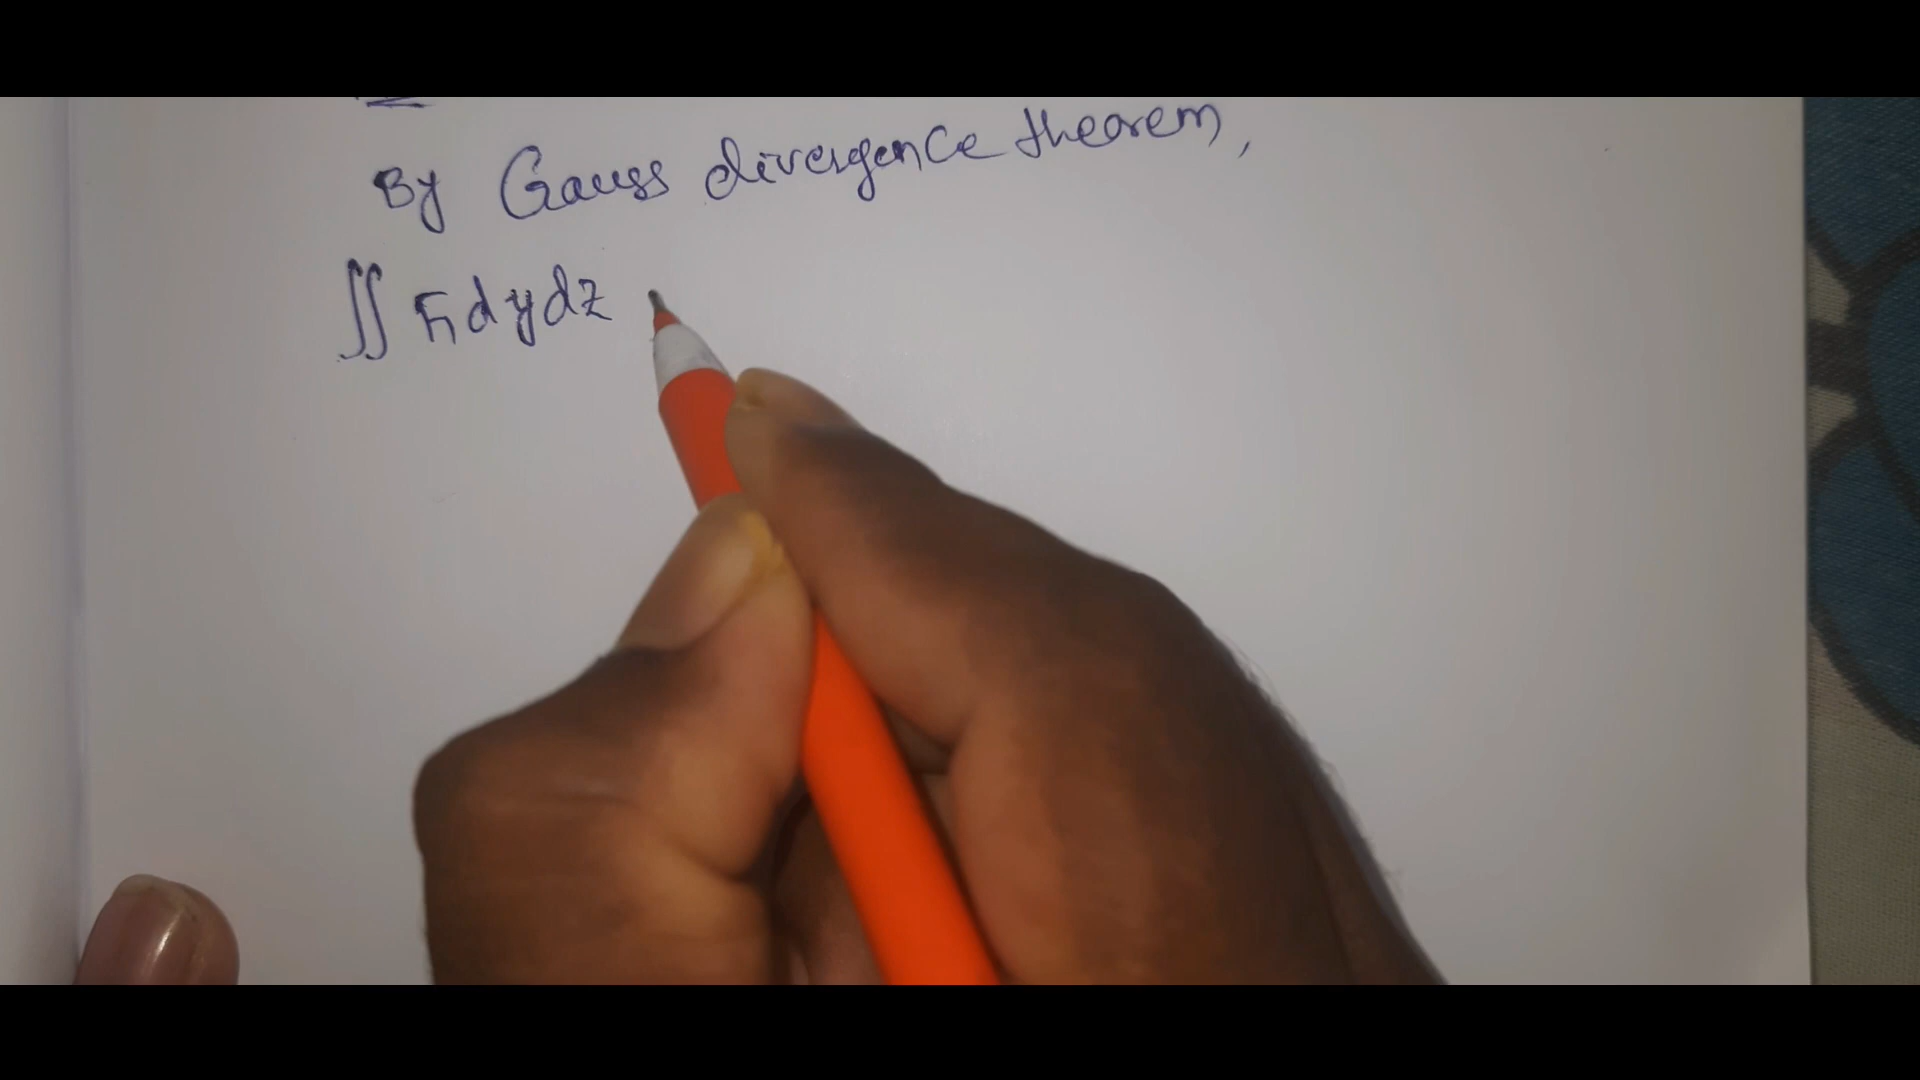 By Gauss divergence theorem,
∬ F₁dydz